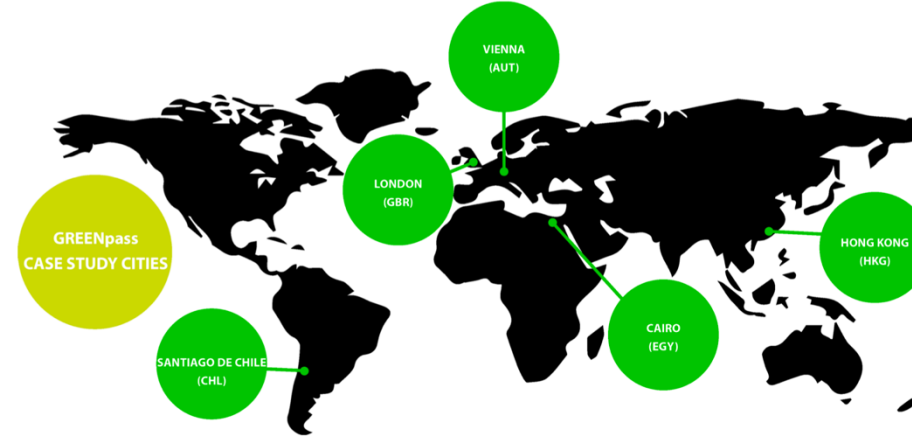 VIENNA
(AUT)
LONDON
(GBR)
GREENpass
CASE STUDY CITIES
HONG KONG
(HKG)
CAIRO
(EGY)
SANTIAGO DE CHILE
(CHL)